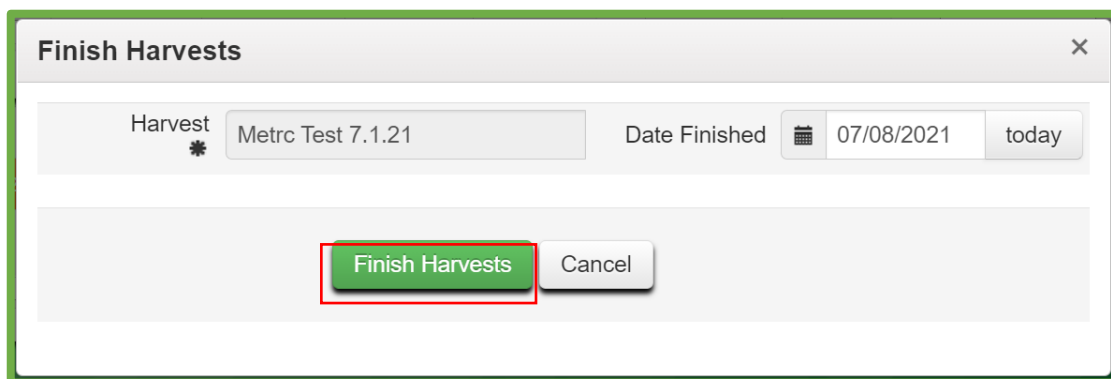 Finish Harvests ×
Harvest
✱ Metrc Test 7.1.21 Date Finished 07/08/2021 today
Finish Harvests Cancel